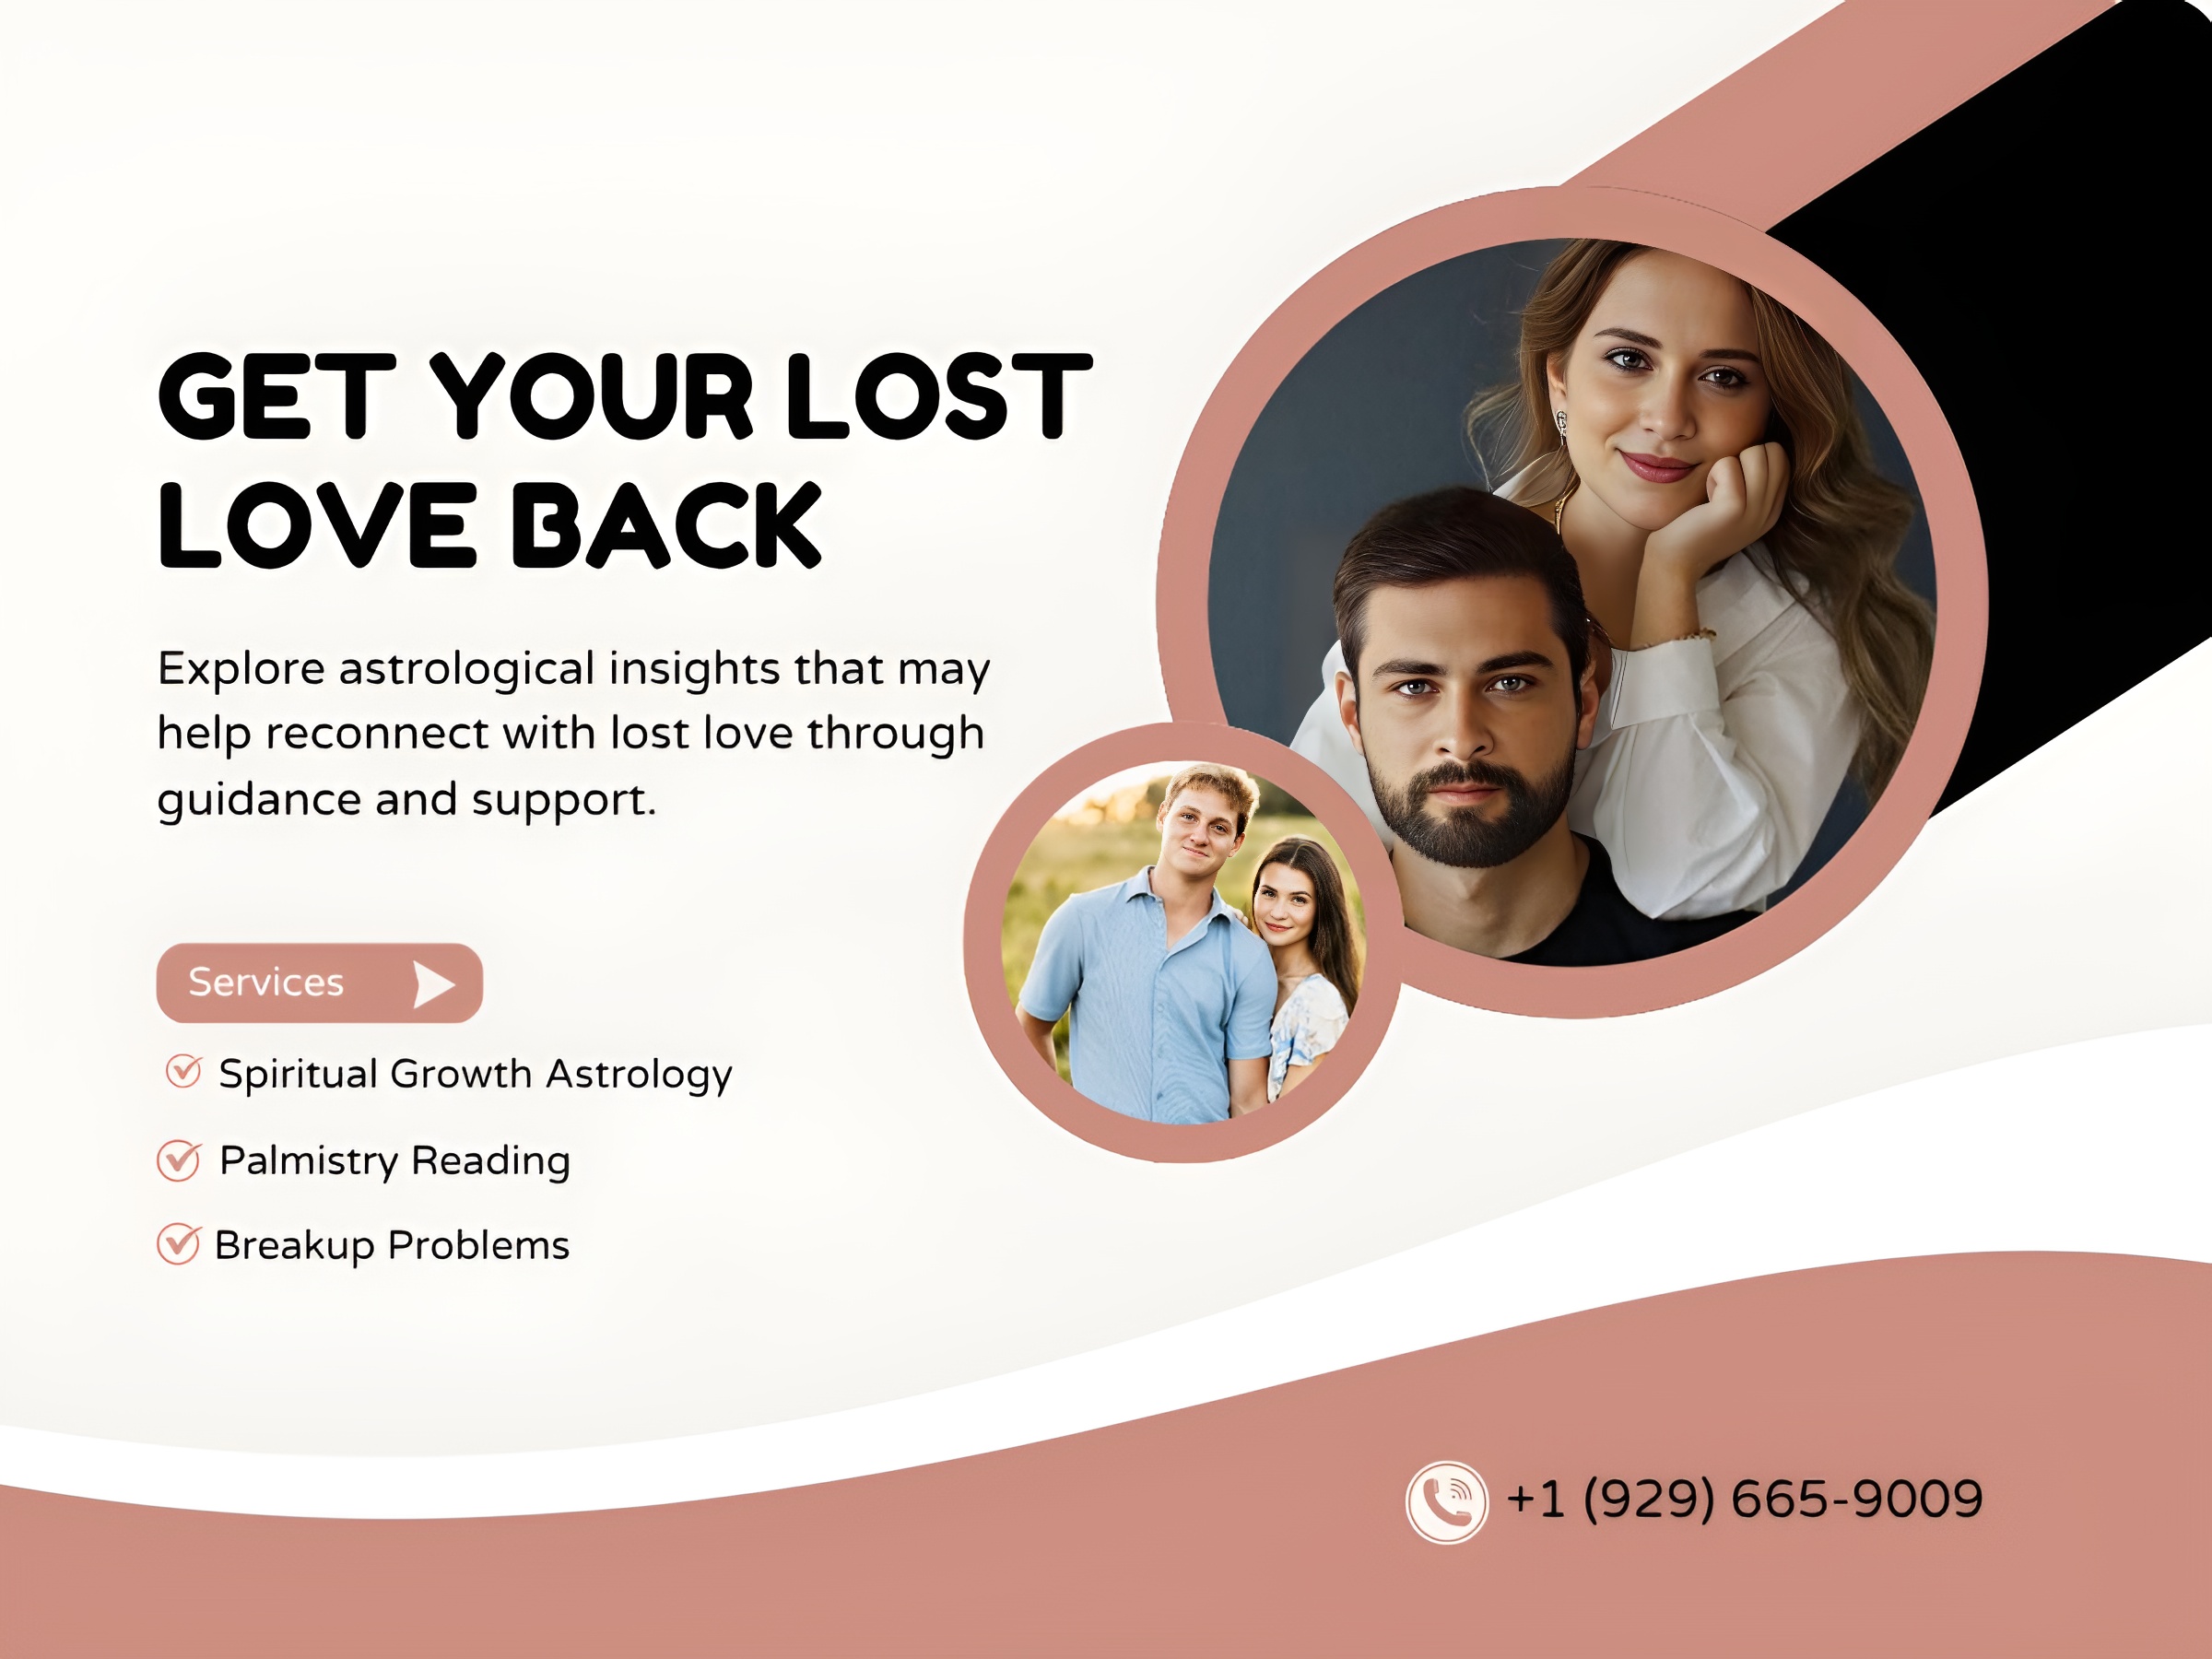 GET YOUR LOST
LOVE BACK
Explore astrological insights that may
help reconnect with lost love through
guidance and support.
Services
Spiritual Growth Astrology
Palmistry Reading
Breakup Problems
+1 (929) 665-9009